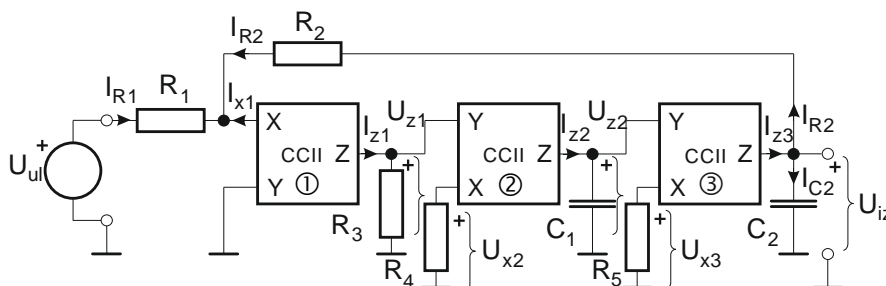 I_R2
R_2
I_R1
R_1
I_x1
X
CCII
①
Y
Z
I_z1
U_z1
Y
CCII
②
X
Z
I_z2
U_z2
Y
CCII
③
X
Z
I_z3
I_R2
I_C2
+
U_ul
+
R_3
+
R_4
+
U_x2
C_1
+
R_5
+
U_x3
C_2
+
U_iz